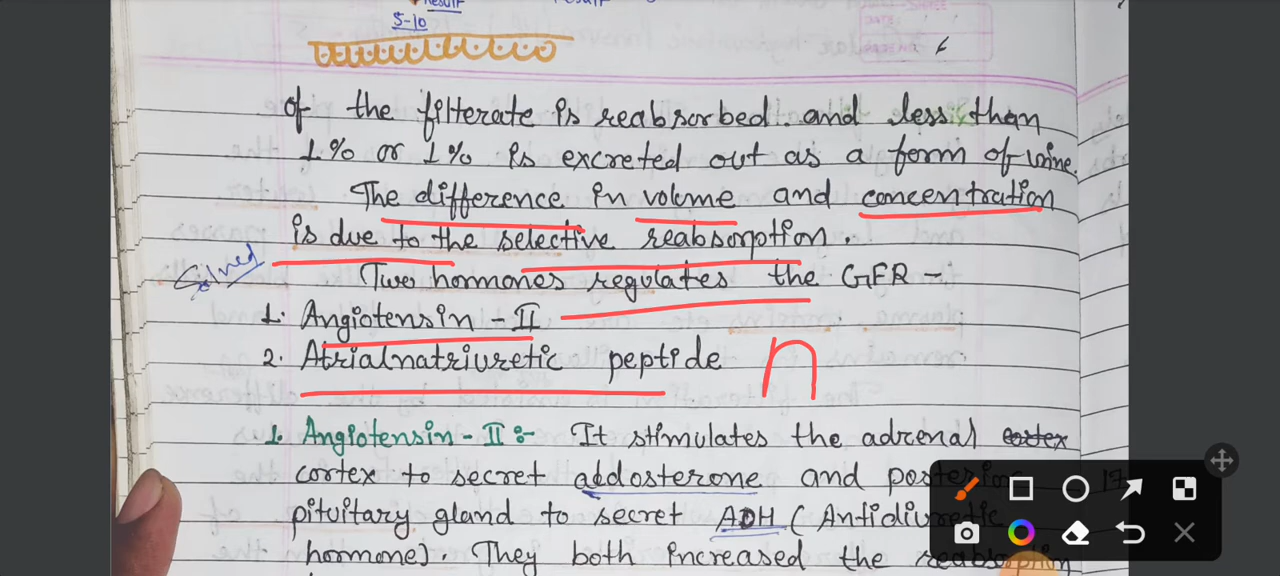 Result
5-10
of the filterate is reabsorbed. and less than
1% or 1% is excreted out as a form of urine.
The difference in volume and concentration
is due to the selective reabsorption.
Two hormones regulates the GFR -
1. Angiotensin - II
2. Atrialnatriuretic peptide n
1. Angiotensin - II :- It stimulates the adrenal cortex
cortex to secret aldosterone and posterior
pituitary gland to secret ADH (Antidiuretic
hormone). They both increased the reabsorption